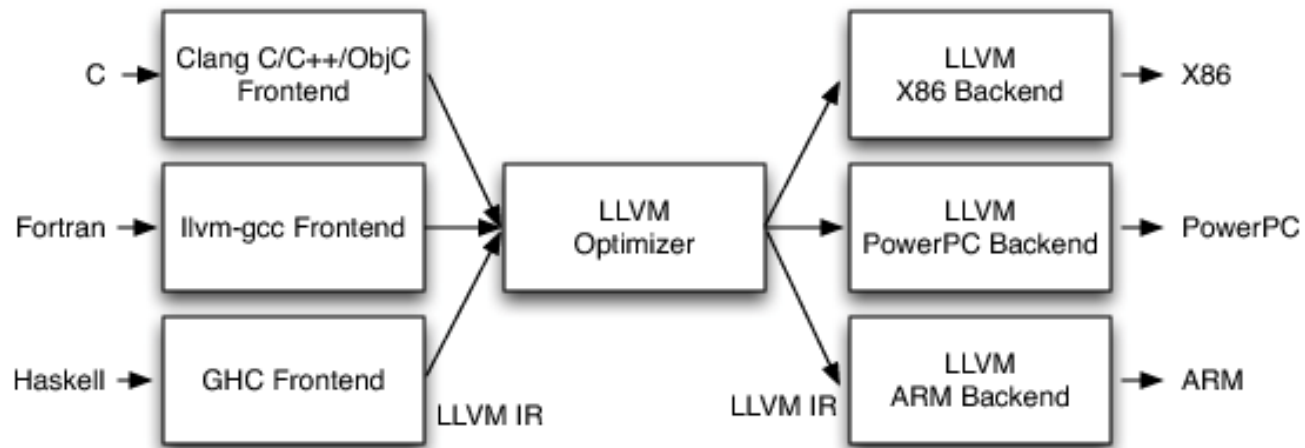 C
Clang C/C++/ObjC
Frontend
LLVM
X86 Backend
X86
Fortran
llvm-gcc Frontend
LLVM
Optimizer
LLVM
PowerPC Backend
PowerPC
Haskell
GHC Frontend
LLVM IR
LLVM IR
LLVM
ARM Backend
ARM